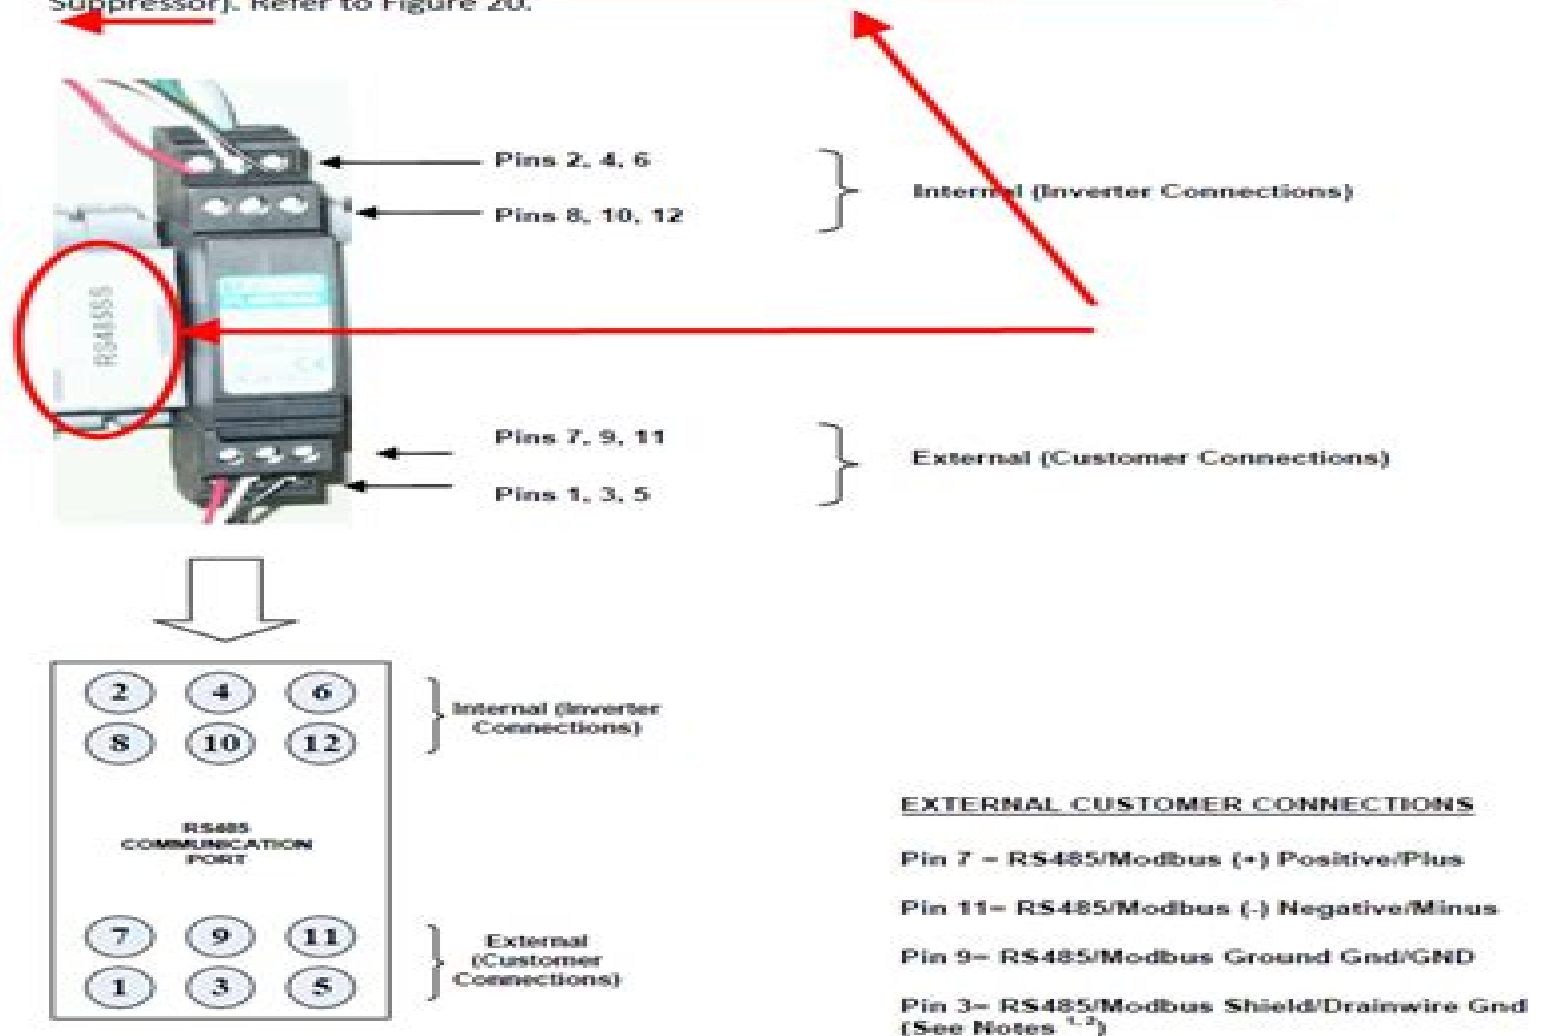 Suppressor). Refer to Figure 20.
Pins 2, 4, 6
Internal (Inverter Connections)
Pins 8, 10, 12
RS485SS
Pins 7, 9, 11
External (Customer Connections)
Pins 1, 3, 5
2 4 6
8 10 12
Internal (Inverter
Connections)
RS485
COMMUNICATION
PORT
7 9 11
1 3 5
External
(Customer
Connections)
EXTERNAL CUSTOMER CONNECTIONS
Pin 7 – RS485/Modbus (+) Positive/Plus
Pin 11– RS485/Modbus (-) Negative/Minus
Pin 9– RS485/Modbus Ground Gnd/GND
Pin 3– RS485/Modbus Shield/Drainwire Gnd
(See Notes 1,2)